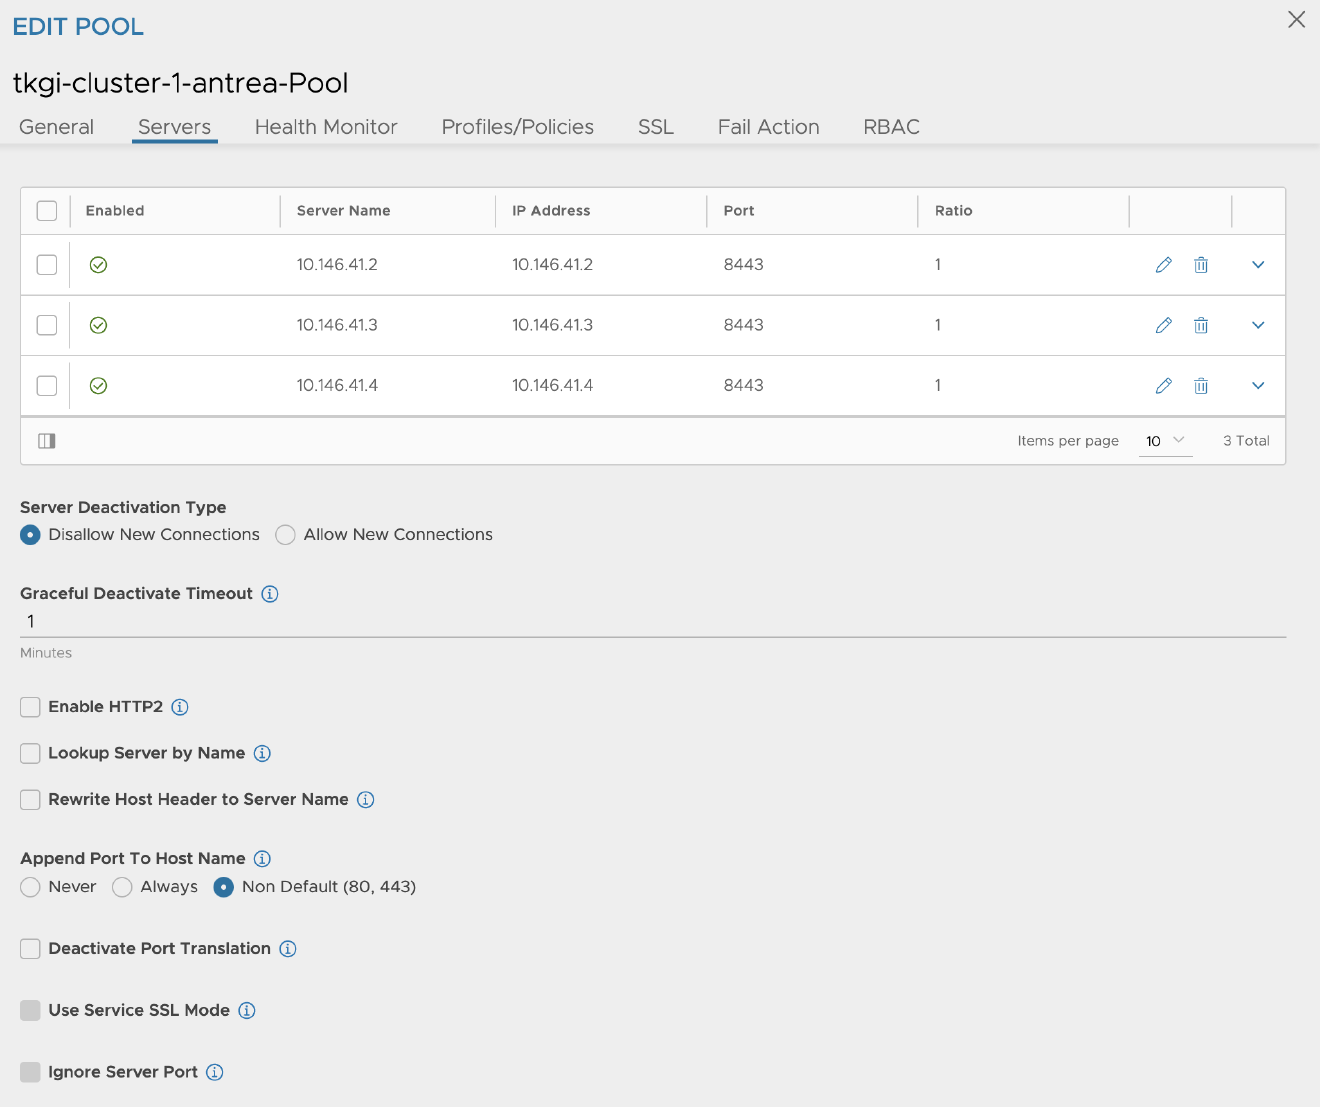 EDIT POOL
tkgi-cluster-1-antrea-Pool
General Servers Health Monitor Profiles/Policies SSL Fail Action RBAC
Enabled Server Name IP Address Port Ratio
10.146.41.2 10.146.41.2 8443 1
10.146.41.3 10.146.41.3 8443 1
10.146.41.4 10.146.41.4 8443 1
Items per page 10 3 Total
Server Deactivation Type
Disallow New Connections Allow New Connections
Graceful Deactivate Timeout
1
Minutes
Enable HTTP2
Lookup Server by Name
Rewrite Host Header to Server Name
Append Port To Host Name
Never Always Non Default (80, 443)
Deactivate Port Translation
Use Service SSL Mode
Ignore Server Port